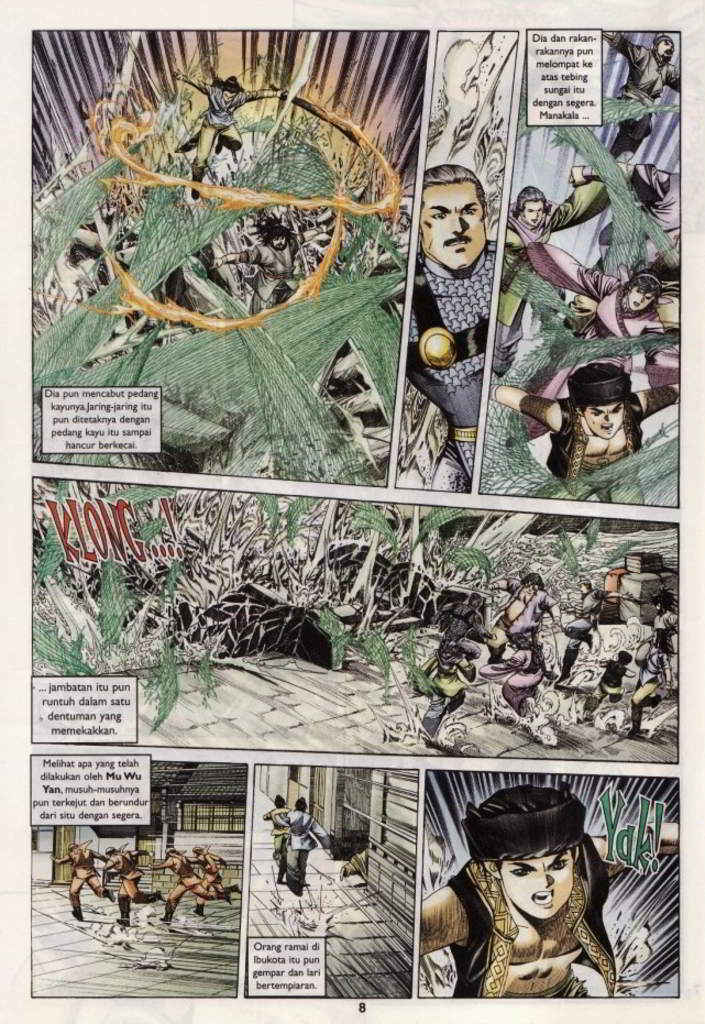 Dia pun mencabut pedang
kayunya.Jaring-jaring itu
pun ditetaknya dengan
pedang kayu itu sampai
hancur berkecai.
Dia dan rakan-
rakannya pun
melompat ke
atas tebing
sungai itu
dengan segera.
Manakala ...
KLONG....!!
... jambatan itu pun
runtuh dalam satu
dentuman yang
memekakkan.
Melihat apa yang telah
dilakukan oleh Mu Wu
Yan, musuh-musuhnya
pun terkejut dan berundur
dari situ dengan segera.
Orang ramai di
Ibukota itu pun
gempar dan lari
bertempiaran.
Yak!
8